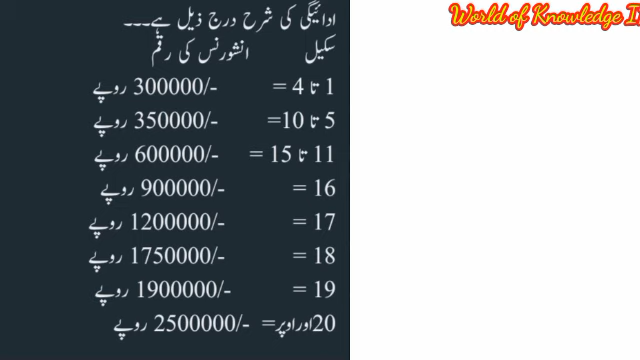 World of Knowledge I
ادائیگی کی شرح درج ذیل ہے۔۔۔
سکیل انشورنس کی رقم
1 تا 4 = 300000/- روپے
5 تا 10= 350000/- روپے
11 تا 15 = 600000/- روپے
16 = 900000/- روپے
17 = 1200000/- روپے
18 = 1750000/- روپے
19 = 1900000/- روپے
20اوراوپر= 2500000/- روپے